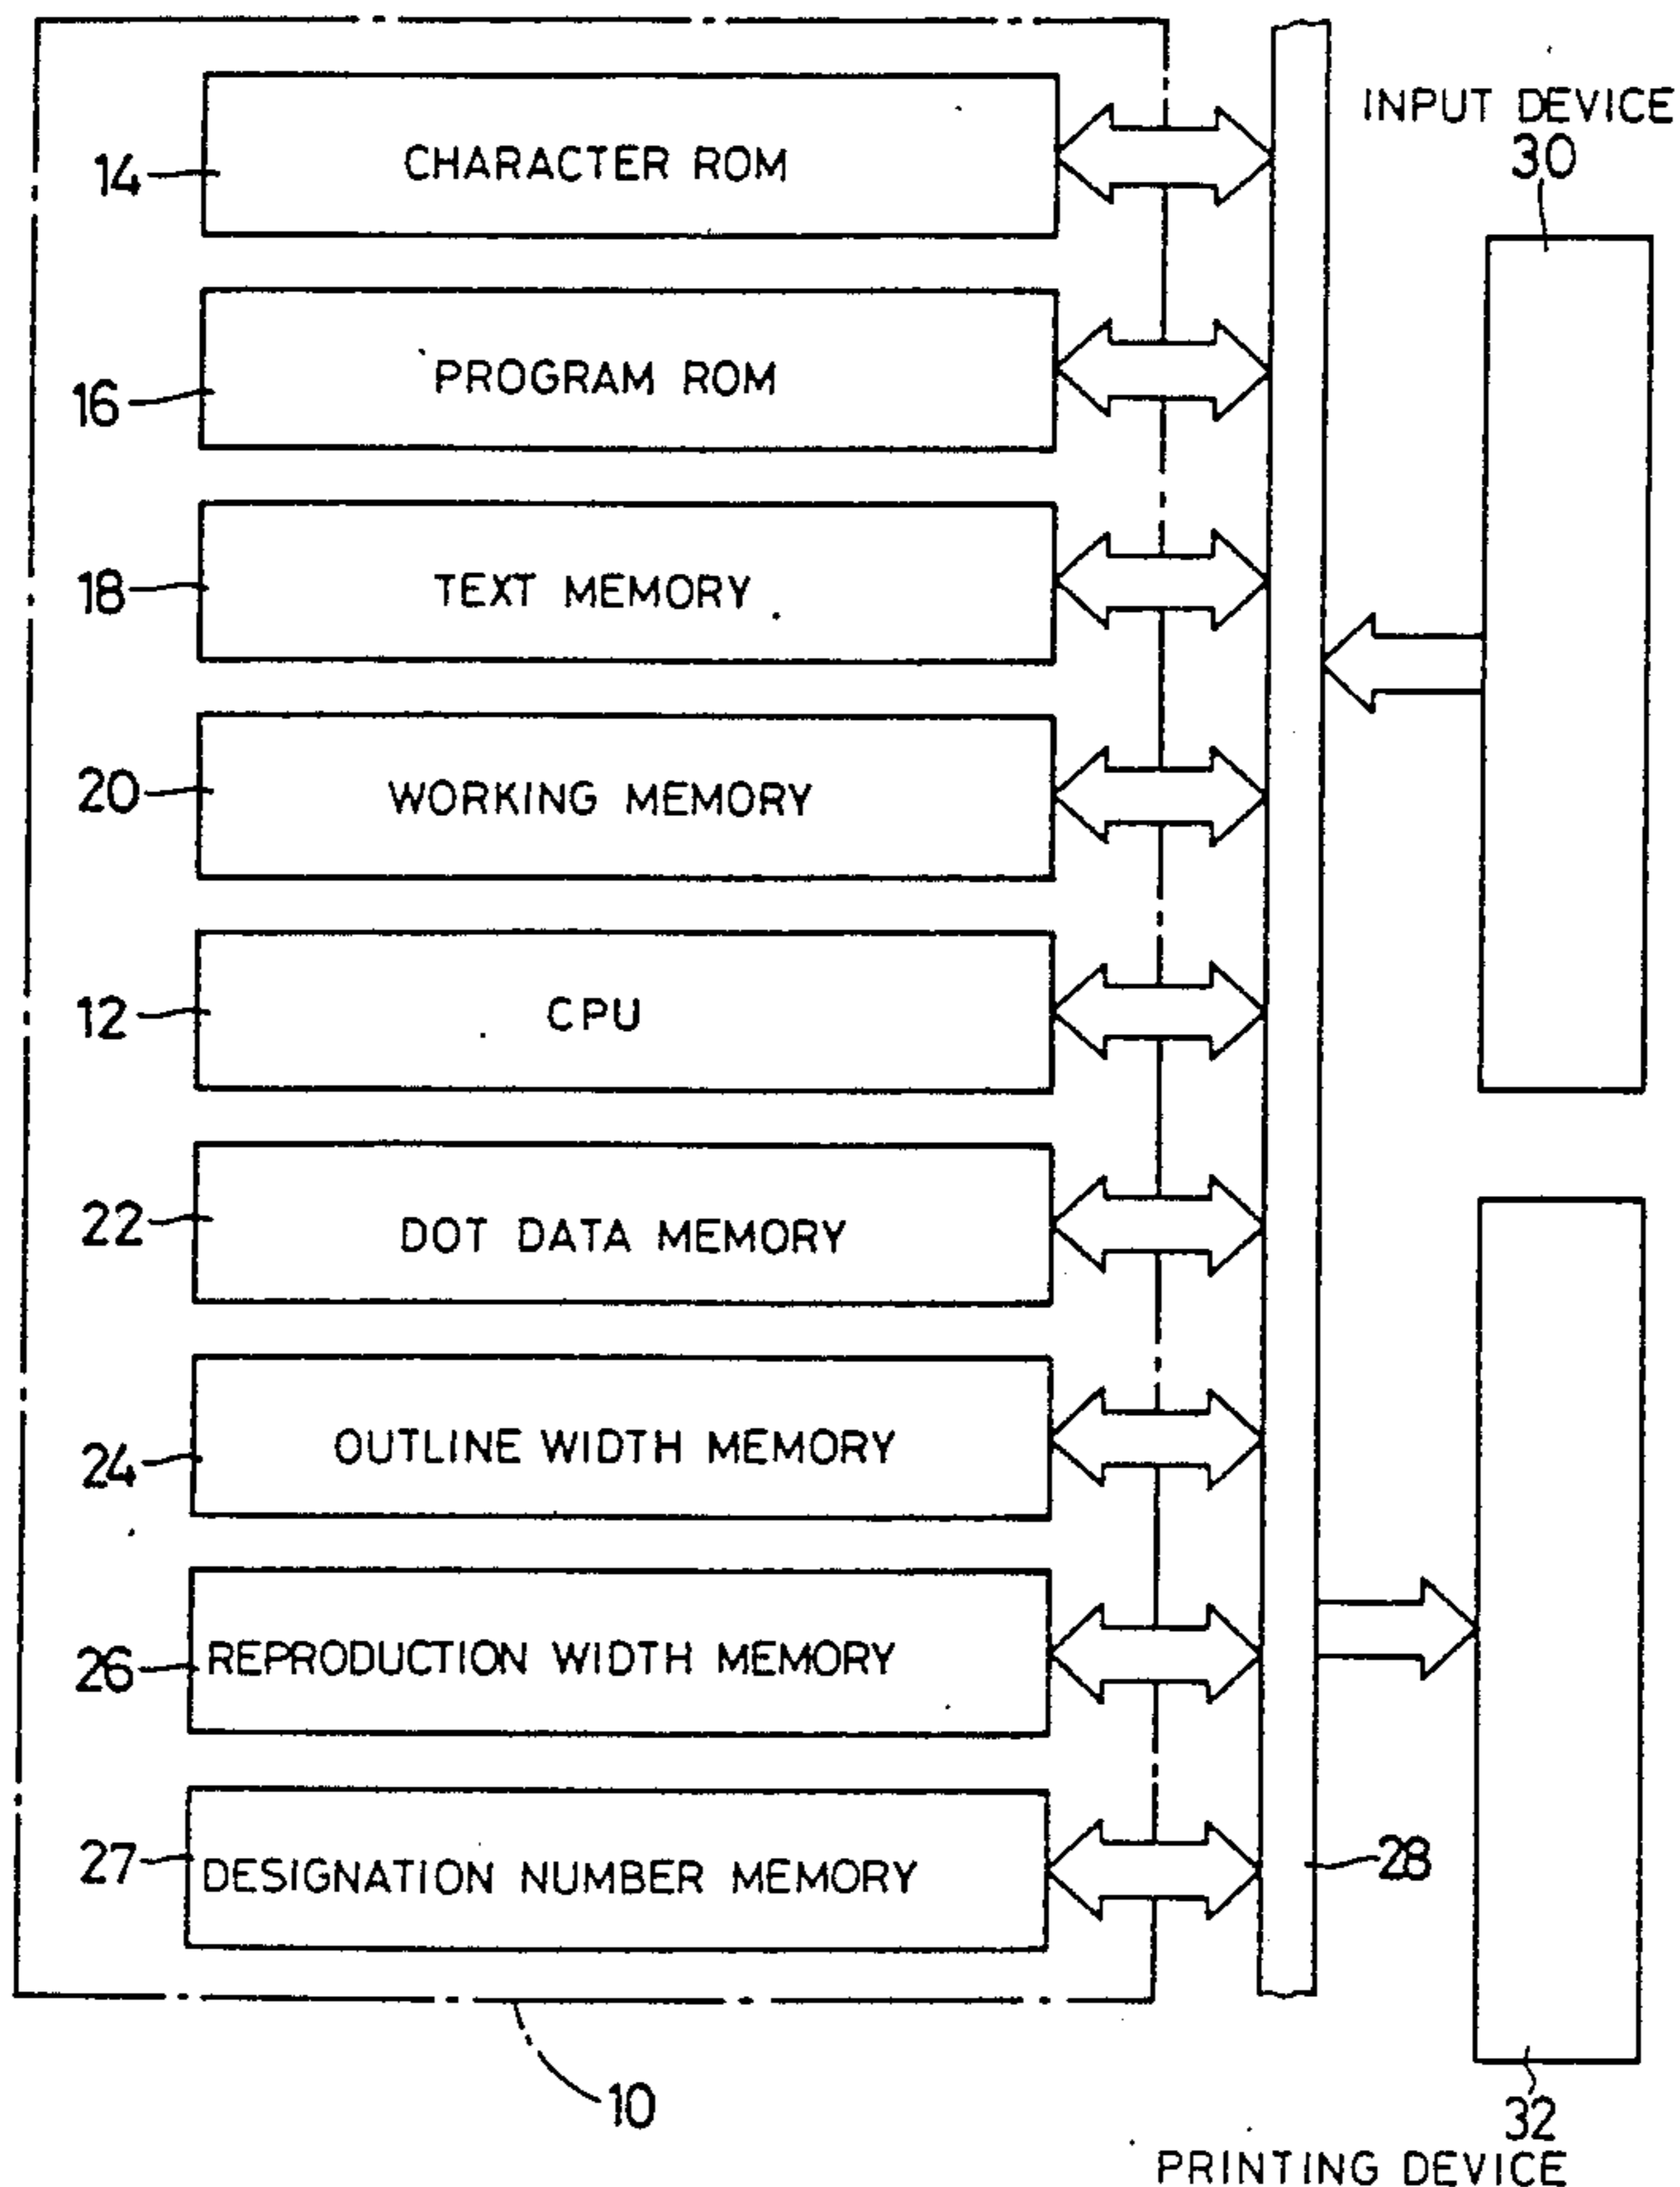 INPUT DEVICE
30
14 CHARACTER ROM
16 PROGRAM ROM
18 TEXT MEMORY
20 WORKING MEMORY
12 CPU
22 DOT DATA MEMORY
24 OUTLINE WIDTH MEMORY
26 REPRODUCTION WIDTH MEMORY
27 DESIGNATION NUMBER MEMORY
28
10
32
PRINTING DEVICE